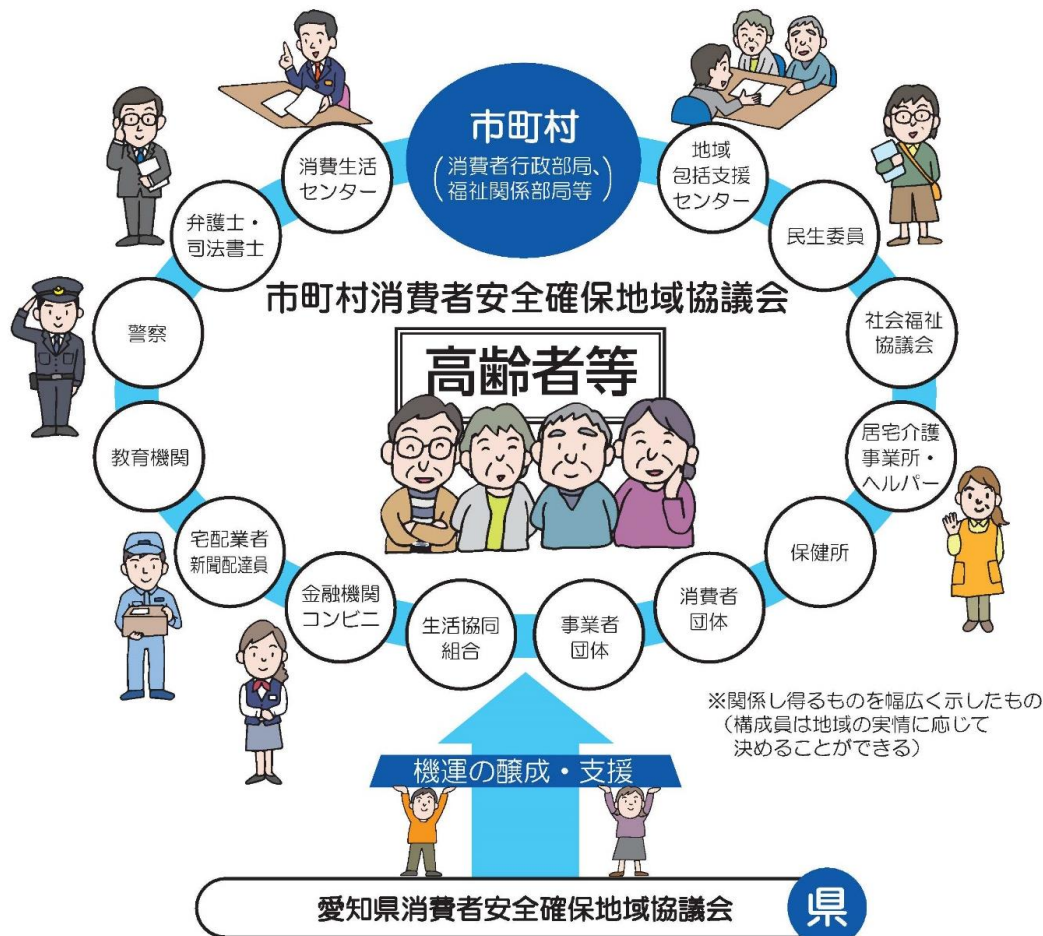 市町村
（消費者行政部局、
福祉関係部局等）
地域
包括支援
センター
民生委員
社会福祉
協議会
居宅介護
事業所・
ヘルパー
保健所
消費者
団体
事業者
団体
生活協同
組合
金融機関
コンビニ
宅配業者
新聞配達員
教育機関
警察
弁護士・
司法書士
消費生活
センター
市町村消費者安全確保地域協議会
高齢者等
※関係し得るものを幅広く示したもの
（構成員は地域の実情に応じて
決めることができる）
機運の醸成・支援
愛知県消費者安全確保地域協議会
県